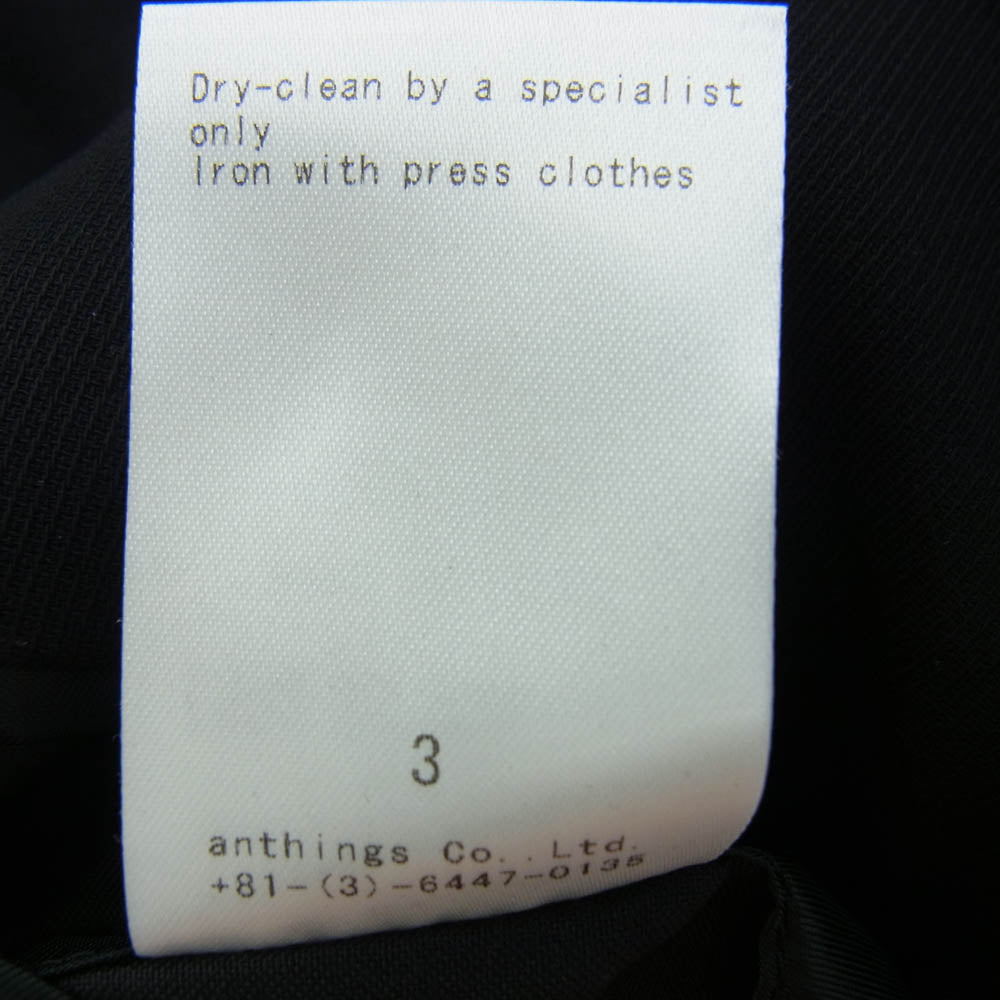 Dry-clean by a specialist
only
Iron with press clothes
3
anthings Co.,Ltd.
+81-(3)-6447-0135